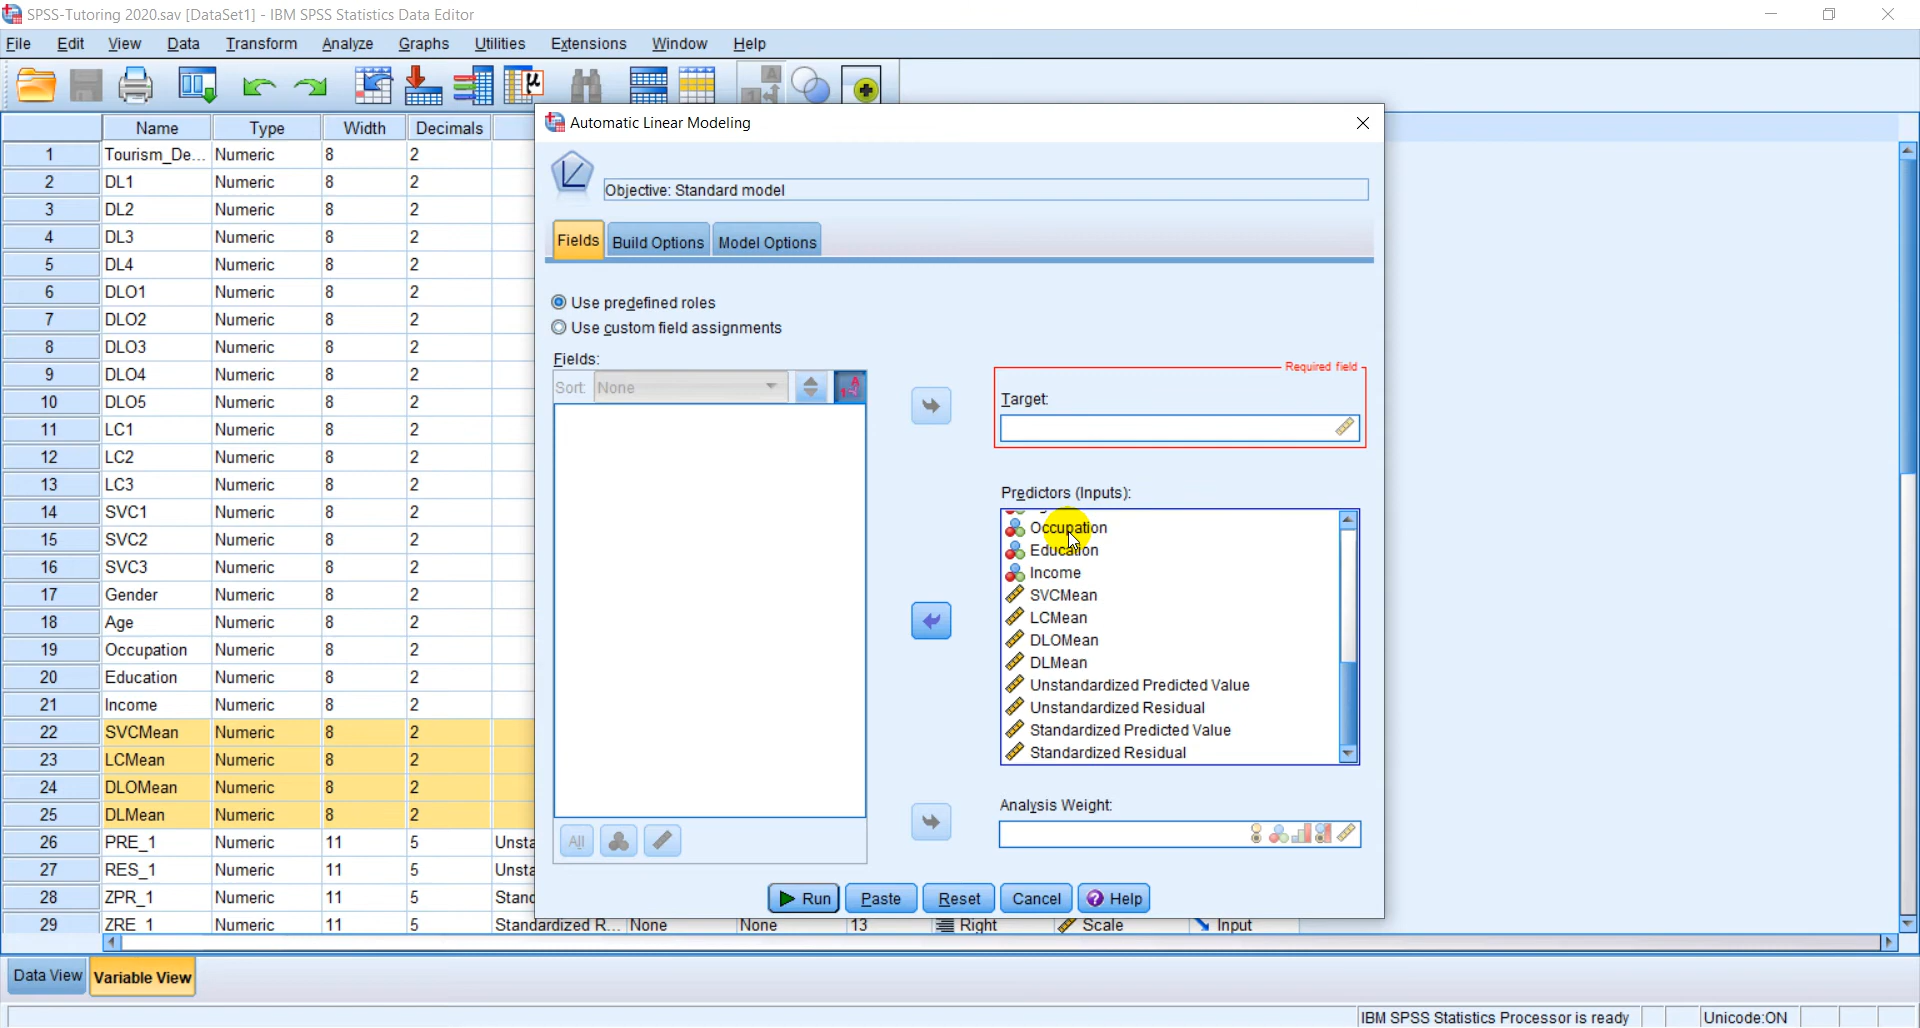 SPSS-Tutoring 2020.sav [DataSet1] - IBM SPSS Statistics Data Editor
File Edit View Data Transform Analyze Graphs Utilities Extensions Window Help
Name Type Width Decimals
1 Tourism_De... Numeric 8 2
2 DL1 Numeric 8 2
3 DL2 Numeric 8 2
4 DL3 Numeric 8 2
5 DL4 Numeric 8 2
6 DLO1 Numeric 8 2
7 DLO2 Numeric 8 2
8 DLO3 Numeric 8 2
9 DLO4 Numeric 8 2
10 DLO5 Numeric 8 2
11 LC1 Numeric 8 2
12 LC2 Numeric 8 2
13 LC3 Numeric 8 2
14 SVC1 Numeric 8 2
15 SVC2 Numeric 8 2
16 SVC3 Numeric 8 2
17 Gender Numeric 8 2
18 Age Numeric 8 2
19 Occupation Numeric 8 2
20 Education Numeric 8 2
21 Income Numeric 8 2
22 SVCMean Numeric 8 2
23 LCMean Numeric 8 2
24 DLOMean Numeric 8 2
25 DLMean Numeric 8 2
26 PRE_1 Numeric 11 5 Unsta
27 RES_1 Numeric 11 5 Unsta
28 ZPR_1 Numeric 11 5 Stanc
29 ZRE_1 Numeric 11 5 Standardized R... None None 13 Right Scale Input
Automatic Linear Modeling
Objective: Standard model
Fields Build Options Model Options
Use predefined roles
Use custom field assignments
Fields:
Sort: None
Required field
Target:
Predictors (Inputs):
Occupation
Education
Income
SVCMean
LCMean
DLOMean
DLMean
Unstandardized Predicted Value
Unstandardized Residual
Standardized Predicted Value
Standardized Residual
All
Analysis Weight:
Run Paste Reset Cancel Help
Data View Variable View
IBM SPSS Statistics Processor is ready Unicode:ON